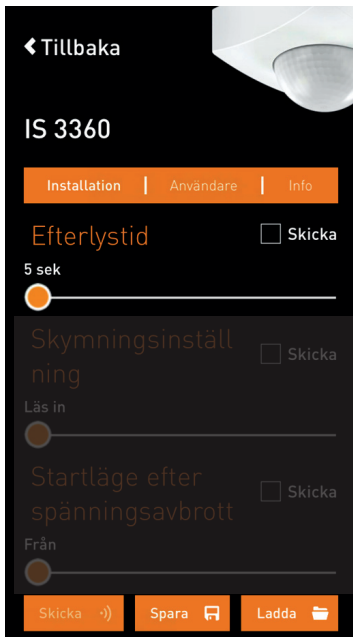 Tillbaka
IS 3360
Installation | Användare | Info
Efterlystid Skicka
5 sek
Skymningsinställ
ning Skicka
Läs in
Startläge efter
spänningsavbrott Skicka
Från
Skicka Spara Ladda